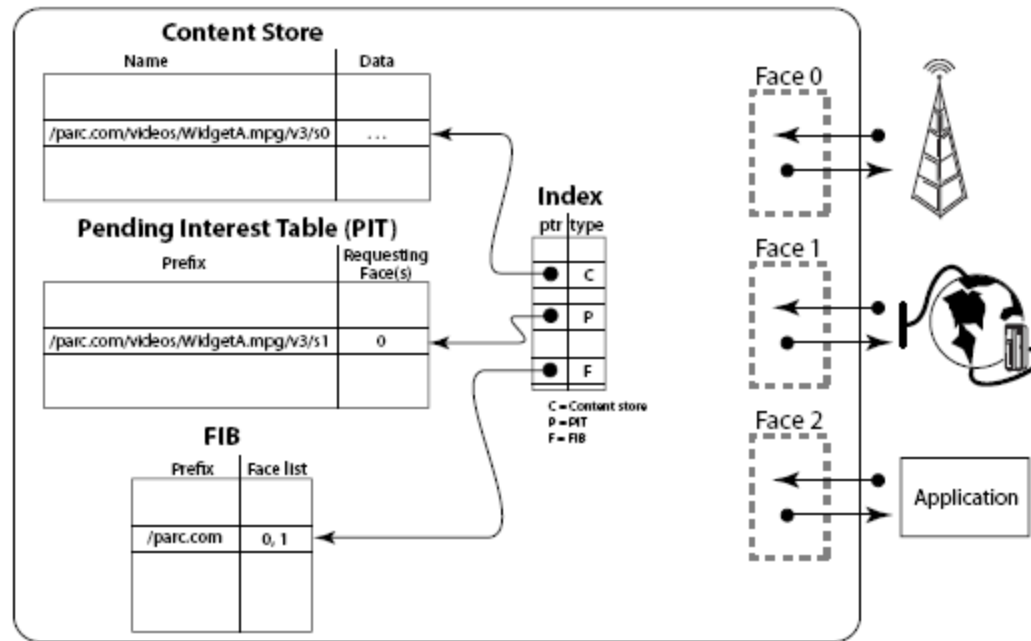 Content Store
Name Data
/parc.com/videos/WidgetA.mpg/v3/s0 ...
Pending Interest Table (PIT)
Prefix Requesting Face(s)
/parc.com/videos/WidgetA.mpg/v3/s1 0
FIB
Prefix Face list
/parc.com 0, 1
Index
ptr type
C
P
F
C = Content store
P = PIT
F = FIB
Face 0
Face 1
Face 2
Application